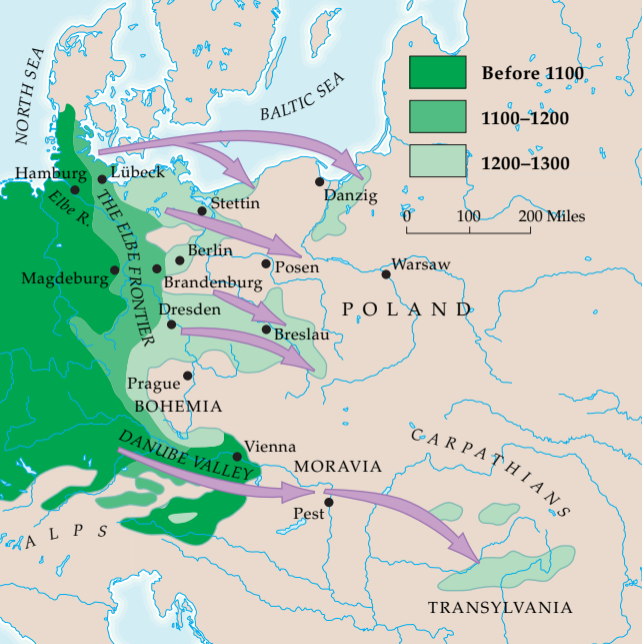 NORTH SEA
BALTIC SEA
Before 1100
1100–1200
1200–1300
0 100 200 Miles
Hamburg
Lübeck
Elbe R.
THE ELBE FRONTIER
Stettin
Danzig
Berlin
Posen
Warsaw
Magdeburg
Brandenburg
POLAND
Dresden
Breslau
Prague
BOHEMIA
DANUBE VALLEY
Vienna
MORAVIA
CARPATHIANS
Pest
ALPS
TRANSYLVANIA